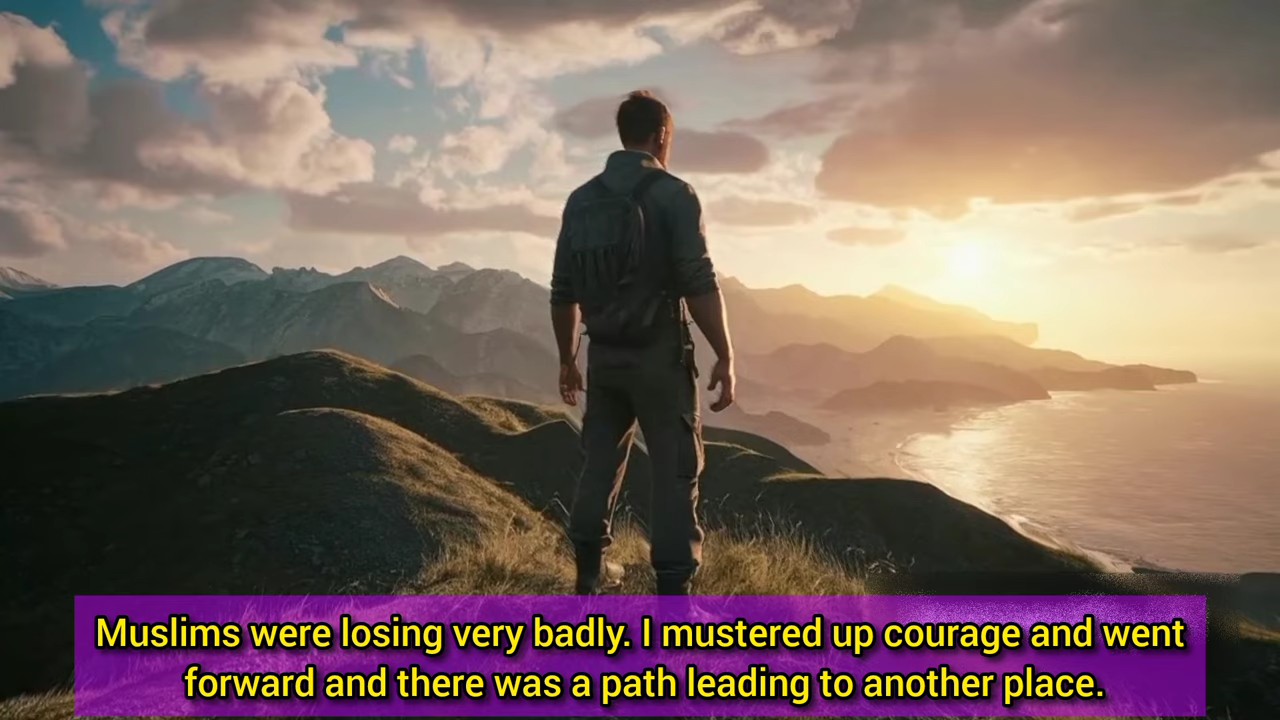 Muslims were losing very badly. I mustered up courage and went
forward and there was a path leading to another place.